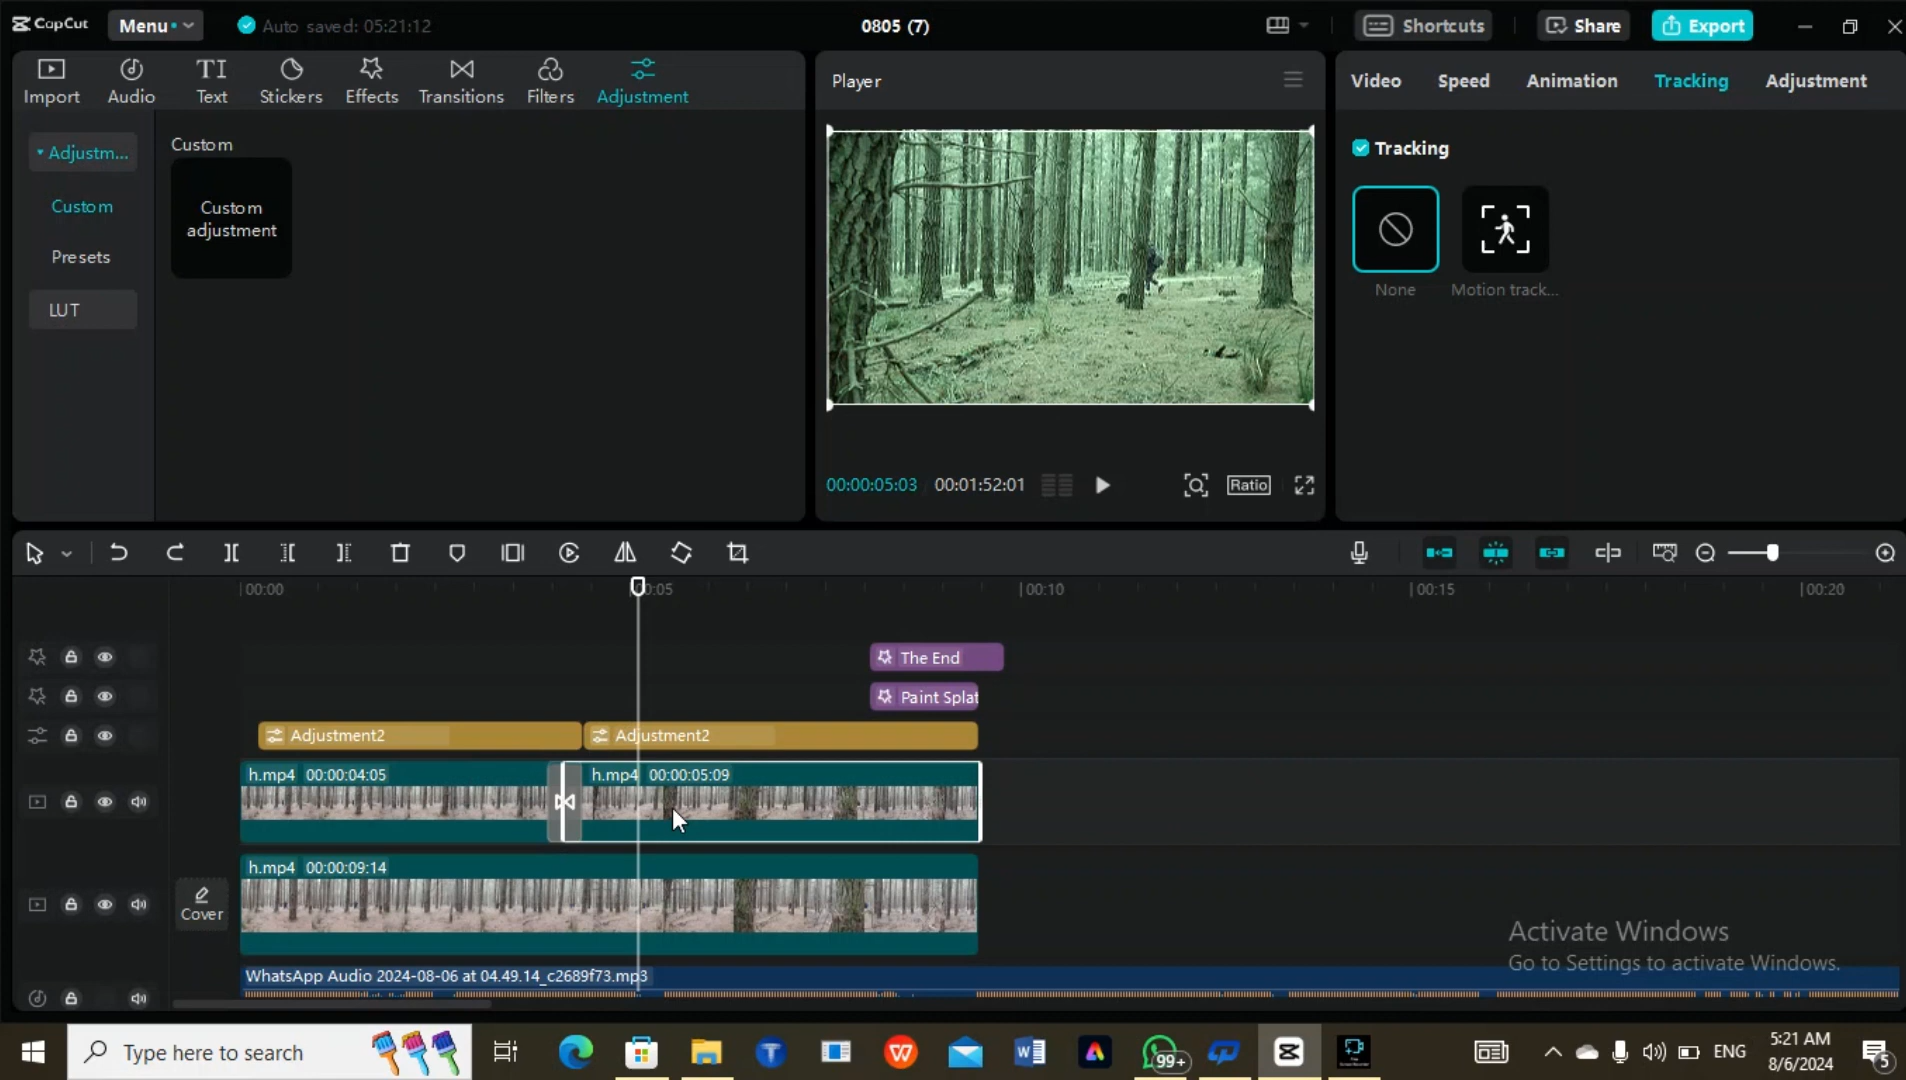 CapCut
Menu
Auto saved: 05:21:12
0805 (7)
Shortcuts
Share
Export
Import
Audio
TI
Text
Stickers
Effects
Transitions
Filters
Adjustment
Player
Video
Speed
Animation
Tracking
Adjustment
Adjustm...
Custom
Presets
LUT
Custom
Custom
adjustment
Tracking
None
Motion track...
00:00:05:03
00:01:52:01
Ratio
00:00
00:05
00:10
00:15
00:20
The End
Paint Splat
Adjustment2
Adjustment2
h.mp4 00:00:04:05
h.mp4 00:00:05:09
h.mp4 00:00:09:14
Cover
WhatsApp Audio 2024-08-06 at 04.49.14_c2689f73.mp3
Activate Windows
Go to Settings to activate Windows.
Type here to search
99+
ENG
5:21 AM
8/6/2024
5